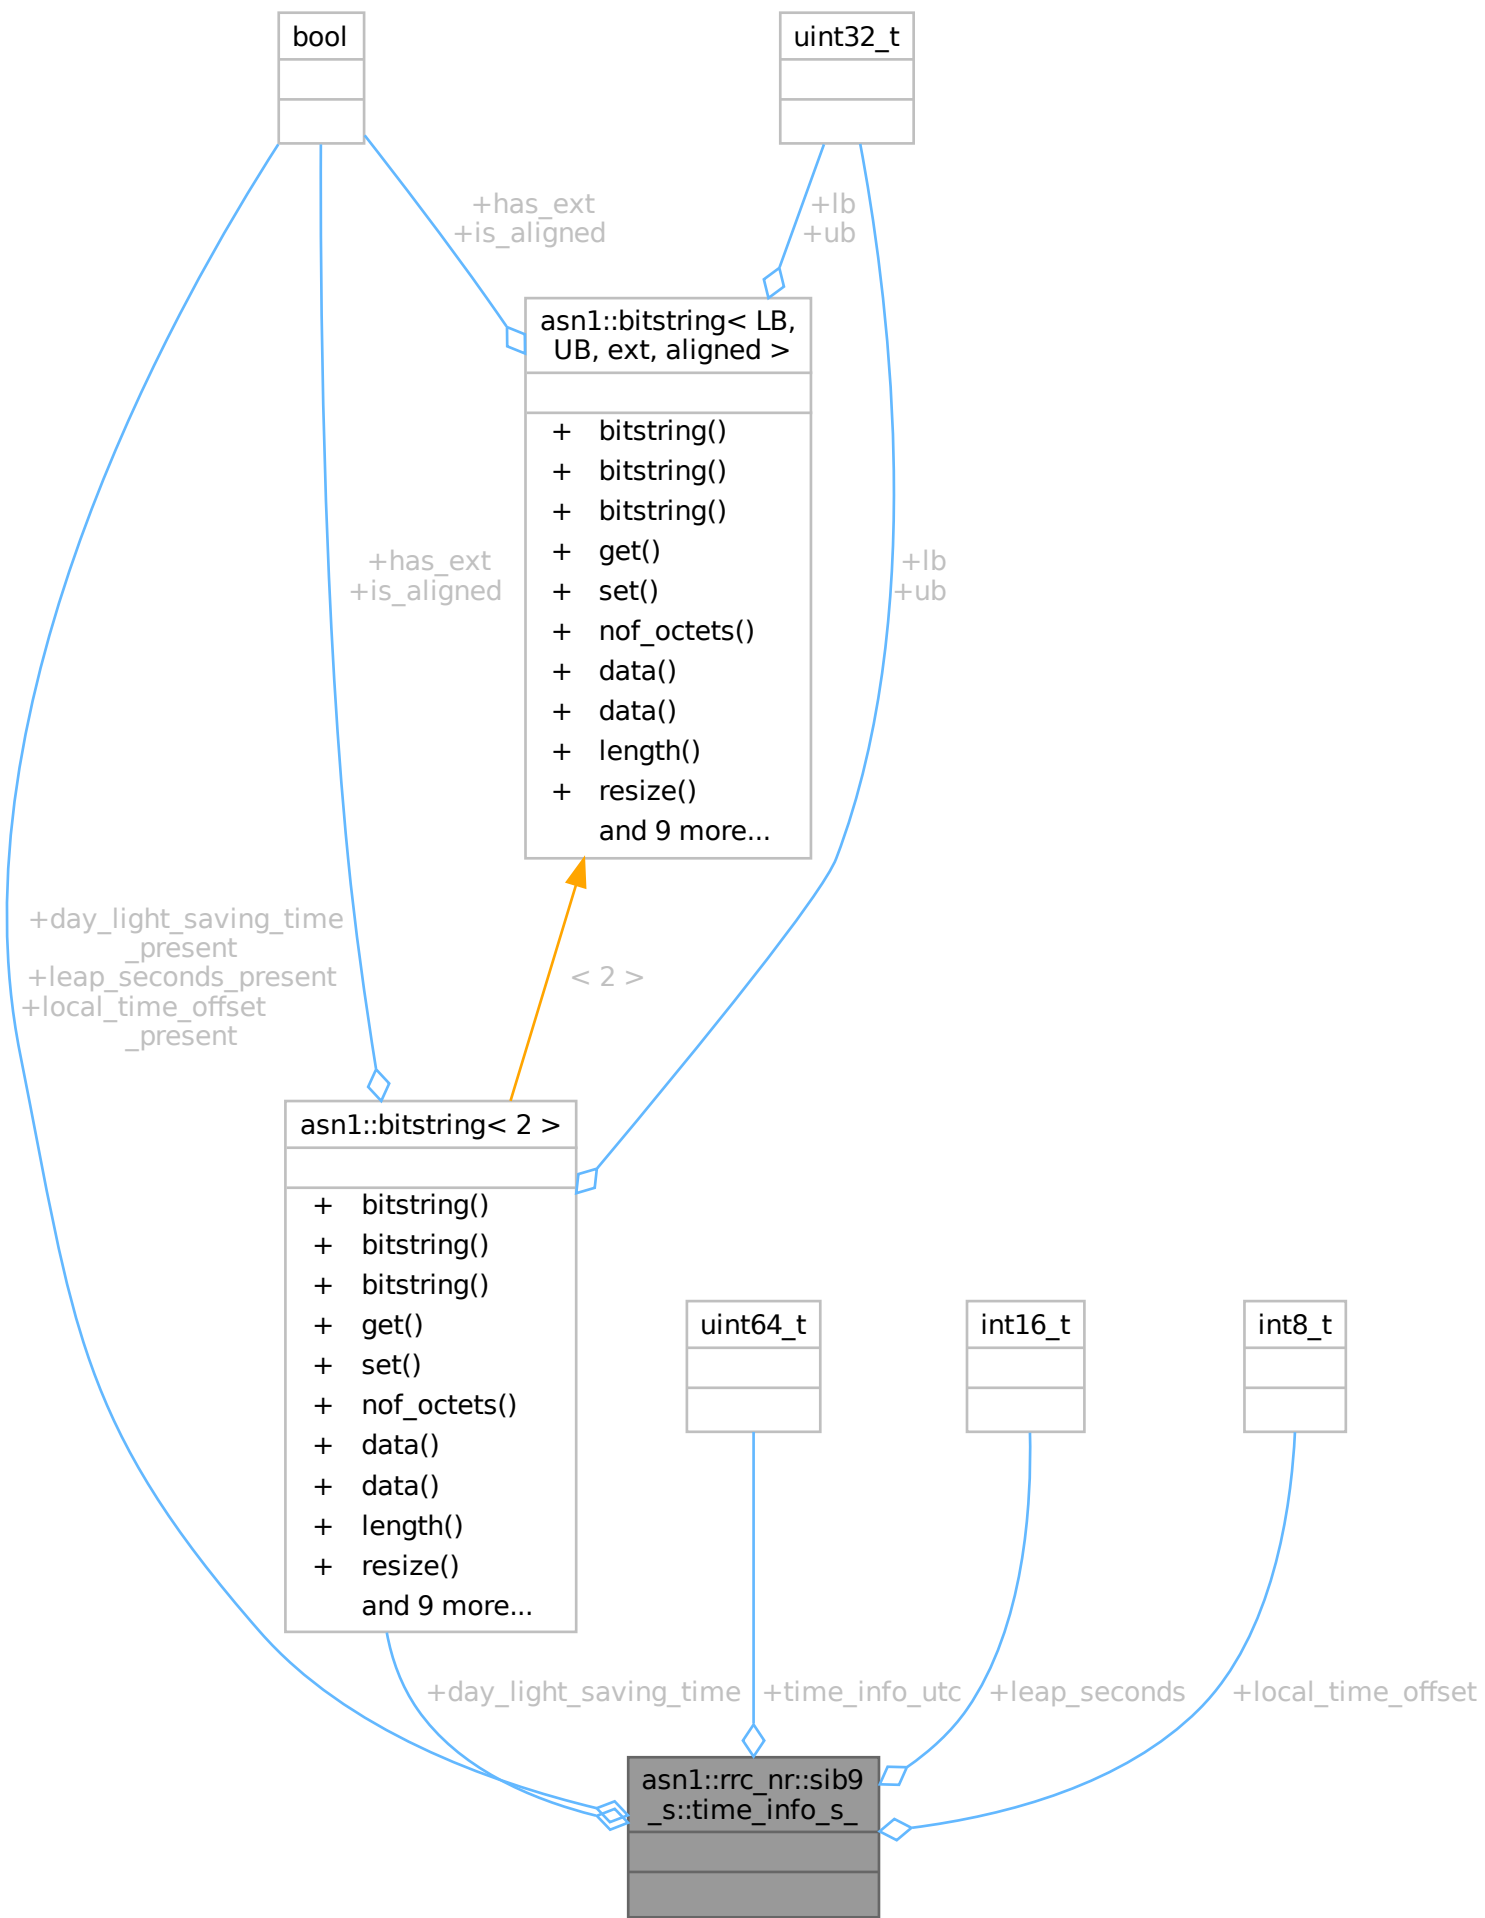 bool
uint32_t
+has_ext
+is_aligned
+lb
+ub
asn1::bitstring< LB,
UB, ext, aligned >
+ bitstring()
+ bitstring()
+ bitstring()
+ get()
+ set()
+ nof_octets()
+ data()
+ data()
+ length()
+ resize()
and 9 more...
+has_ext
+is_aligned
+lb
+ub
+day_light_saving_time
_present
+leap_seconds_present
+local_time_offset
_present
< 2 >
asn1::bitstring< 2 >
+ bitstring()
+ bitstring()
+ bitstring()
+ get()
+ set()
+ nof_octets()
+ data()
+ data()
+ length()
+ resize()
and 9 more...
uint64_t
int16_t
int8_t
+day_light_saving_time
+time_info_utc
+leap_seconds
+local_time_offset
asn1::rrc_nr::sib9
_s::time_info_s_